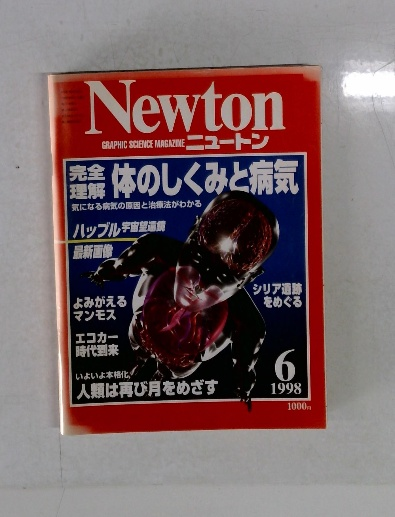 Newton
GRAPHIC SCIENCE MAGAZINE ニュートン
完全
理解
体のしくみと病気
気になる病気の原因と治療法がわかる
ハッブル宇宙望遠鏡
最新画像
シリア遺跡
をめぐる
よみがえる
マンモス
エコカー
時代到来
いよいよ本格化
人類は再び月をめざす
6
1998
1000円